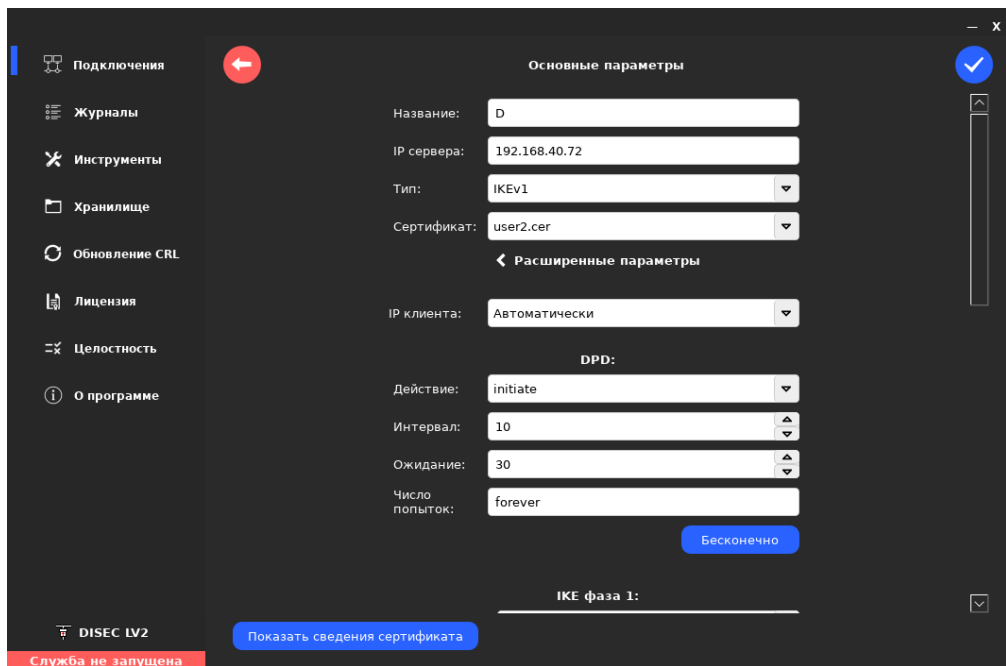 — X
Подключения
Журналы
Инструменты
Хранилище
Обновление CRL
Лицензия
Целостность
О программе
DISEC LV2
Служба не запущена
Основные параметры
Название: D
IP сервера: 192.168.40.72
Тип: IKEv1
Сертификат: user2.cer
Расширенные параметры
IP клиента: Автоматически
DPD:
Действие: initiate
Интервал: 10
Ожидание: 30
Число
попыток: forever
Бесконечно
IKE фаза 1:
Показать сведения сертификата